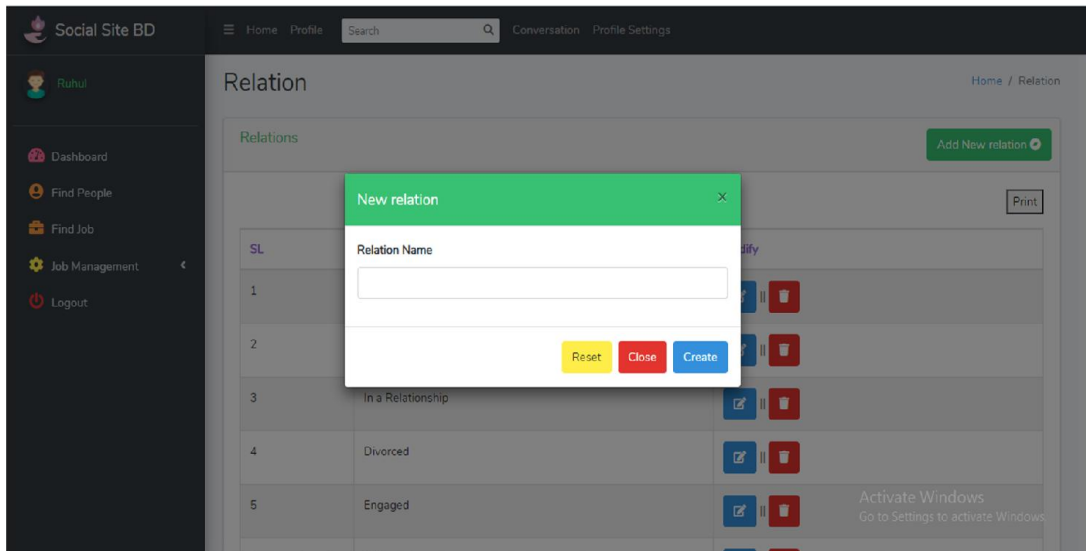 Social Site BD
Home Profile Search Conversation Profile Settings
Ruhul
Relation
Home / Relation
Dashboard
Find People
Find Job
Job Management
Logout
Relations
Add New relation
Print
New relation ×
Relation Name
Reset Close Create
SL
1 ||
2 ||
3 In a Relationship ||
4 Divorced ||
5 Engaged ||
Activate Windows
Go to Settings to activate Windows.